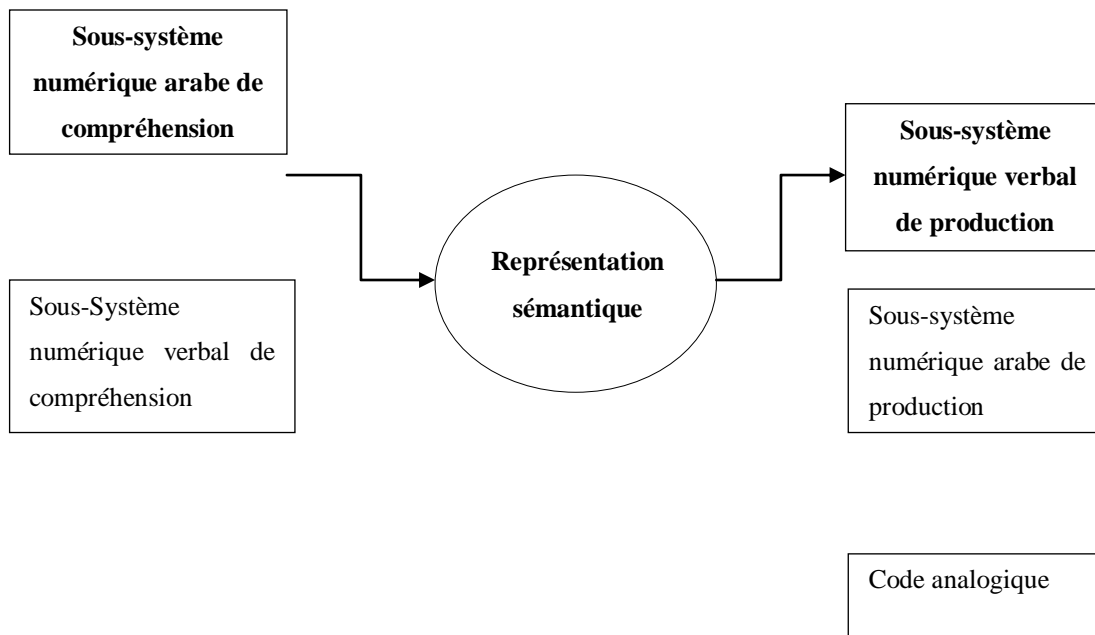 Sous-système
numérique arabe de
compréhension
Sous-Système
numérique verbal de
compréhension
Représentation
sémantique
Sous-système
numérique verbal
de production
Sous-système
numérique arabe de
production
Code analogique